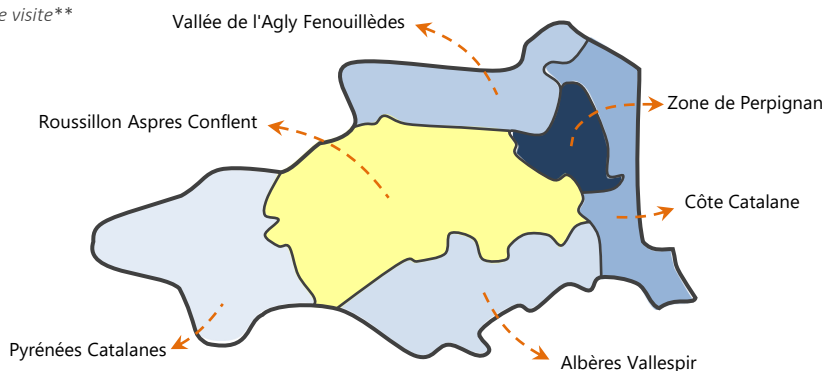 e visite**
Vallée de l'Agly Fenouillèdes
Zone de Perpignan
Roussillon Aspres Conflent
Côte Catalane
Pyrénées Catalanes
Albères Vallespir